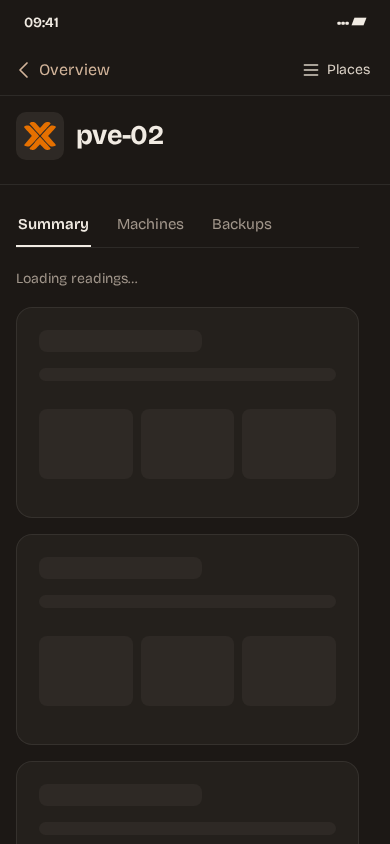 09:41
Overview
Places
pve-02
Summary
Machines
Backups
Loading readings…